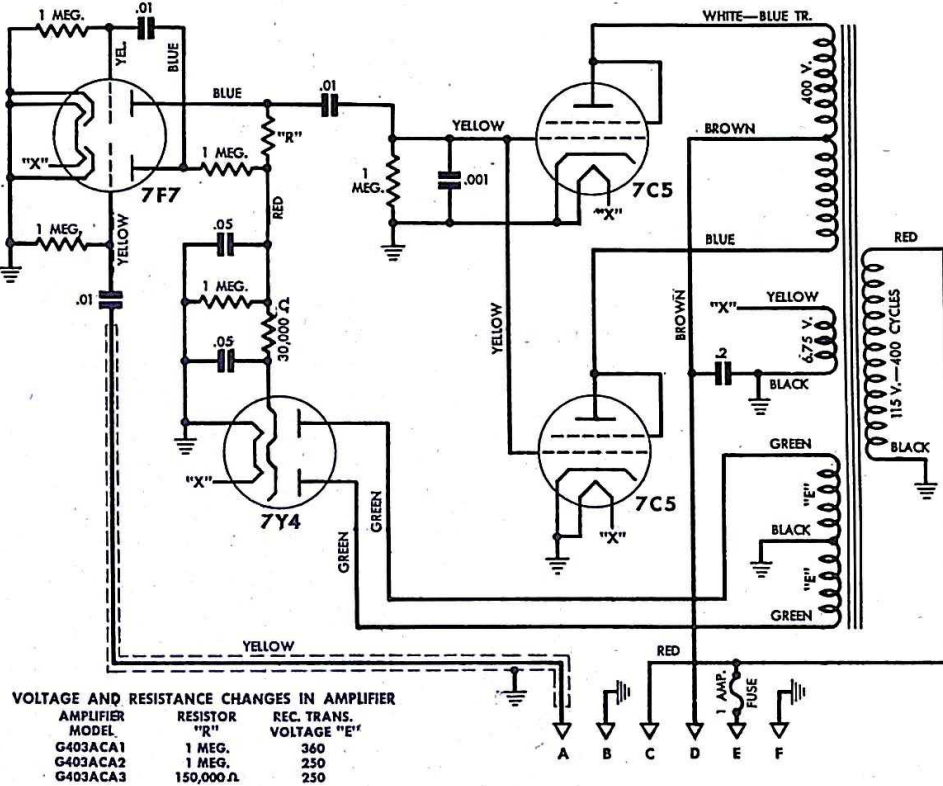 1 MEG.
.01
YEL.
BLUE
"X"
7F7
1 MEG.
YELLOW
.01
BLUE
"R"
1 MEG.
RED
.05
1 MEG.
30,000 Ω
.05
"X"
7Y4
GREEN
GREEN
.01
1 MEG.
YELLOW
.001
YELLOW
7C5
"X"
BLUE
7C5
"X"
WHITE—BLUE TR.
400 V.
BROWN
BROWN
"X"
YELLOW
6.75 V.
.2
BLACK
GREEN
"E"
BLACK
"E"
GREEN
RED
115 V.—400 CYCLES
BLACK
YELLOW
RED
1 AMP.
FUSE
A B C D E F
VOLTAGE AND RESISTANCE CHANGES IN AMPLIFIER
AMPLIFIER RESISTOR REC. TRANS.
MODEL "R" VOLTAGE "E"
G403ACA1 1 MEG. 360
G403ACA2 1 MEG. 250
G403ACA3 150,000 Ω 250